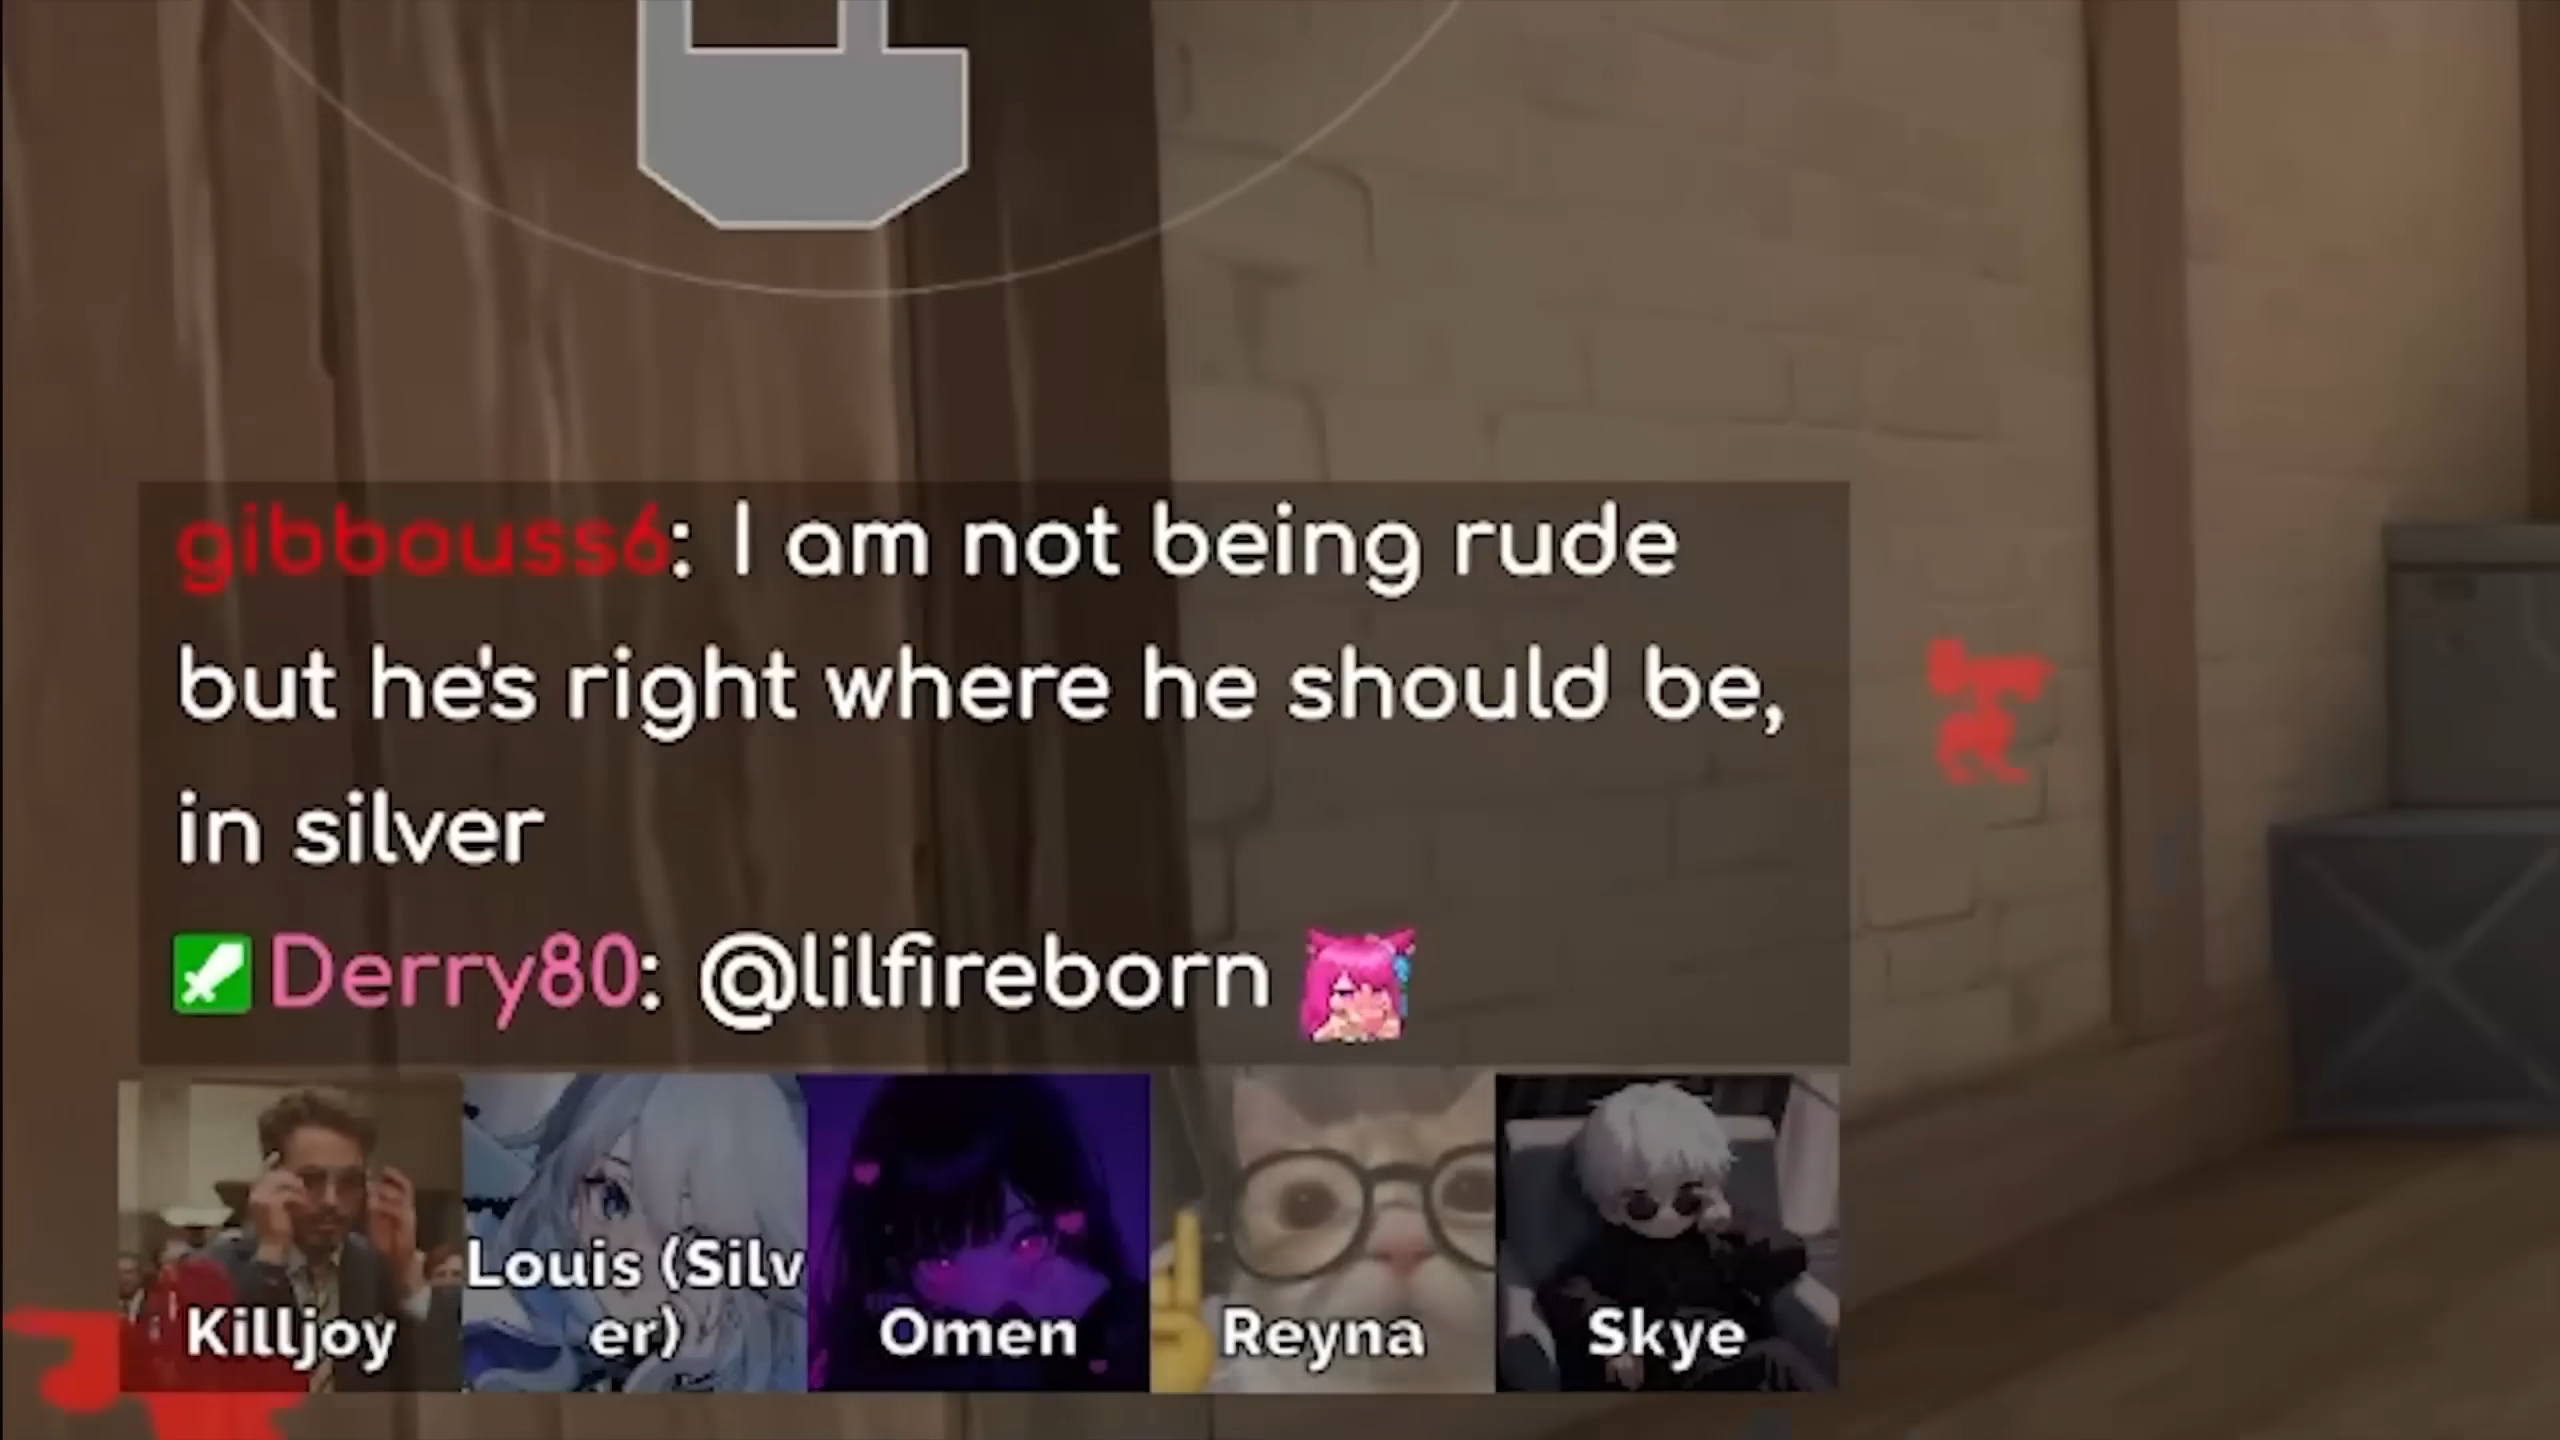 gibbouss6: I am not being rude
but he's right where he should be,
in silver
Derry80: @lilfireborn
Killjoy
Louis (Silv
er)
Omen
Reyna
Skye